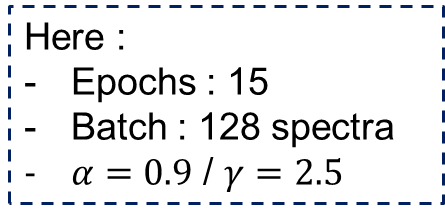 Here :
- Epochs : 15
- Batch : 128 spectra
- 𝛼 = 0.9 / 𝛾 = 2.5